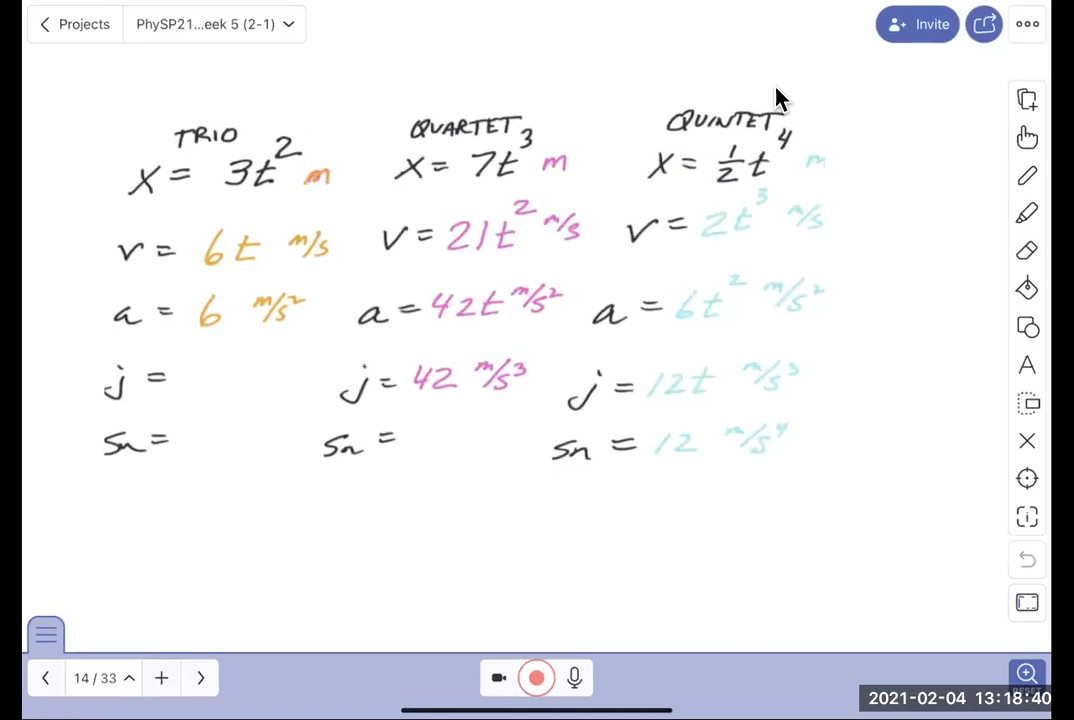 Projects
PhySP21...eek 5 (2-1)
Invite
TRIO
x = 3t² m
v = 6t m/s
a = 6 m/s²
j =
sn =
QUARTET
x = 7t³ m
v = 21t² m/s
a = 42t m/s²
j = 42 m/s³
sn =
QUINTET
x = ½t⁴ m
v = 2t³ m/s
a = 6t² m/s²
j = 12t m/s³
sn = 12 m/s⁴
A
14 / 33
RESET
2021-02-04 13:18:40